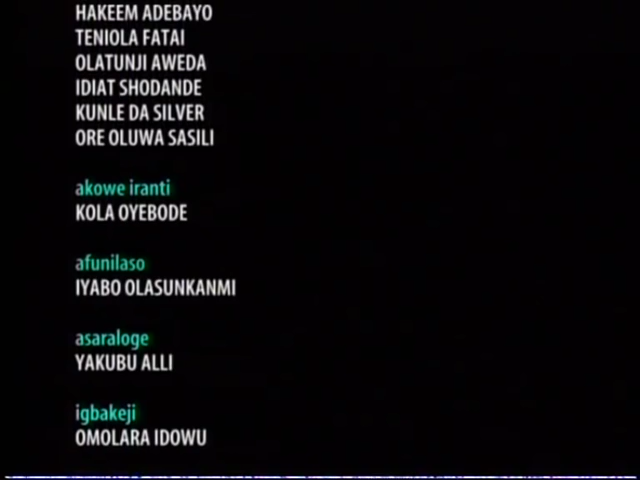 HAKEEM ADEBAYO
TENIOLA FATAI
OLATUNJI AWEDA
IDIAT SHODANDE
KUNLE DA SILVER
ORE OLUWA SASILI
akowe iranti
KOLA OYEBODE
afunilaso
IYABO OLASUNKANMI
asaraloge
YAKUBU ALLI
igbakeji
OMOLARA IDOWU